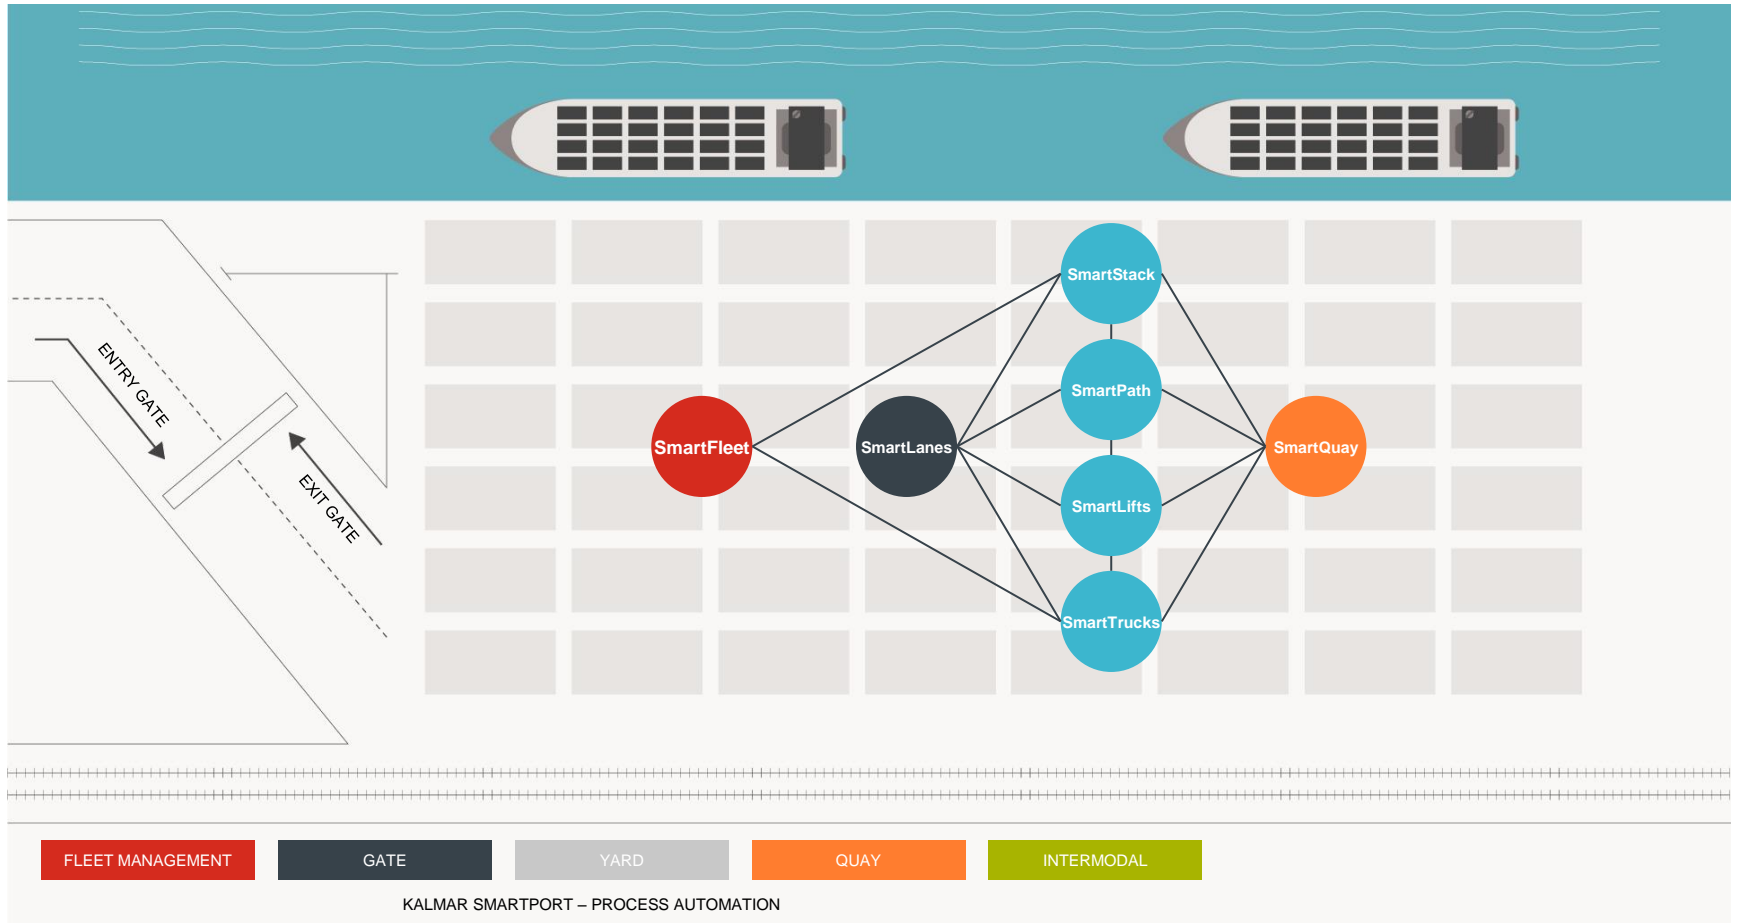 SmartStack
ENTRY GATE
SmartPath
SmartFleet
SmartLanes
SmartQuay
EXIT GATE
SmartLifts
SmartTrucks
FLEET MANAGEMENT
GATE
YARD
QUAY
INTERMODAL
KALMAR SMARTPORT – PROCESS AUTOMATION